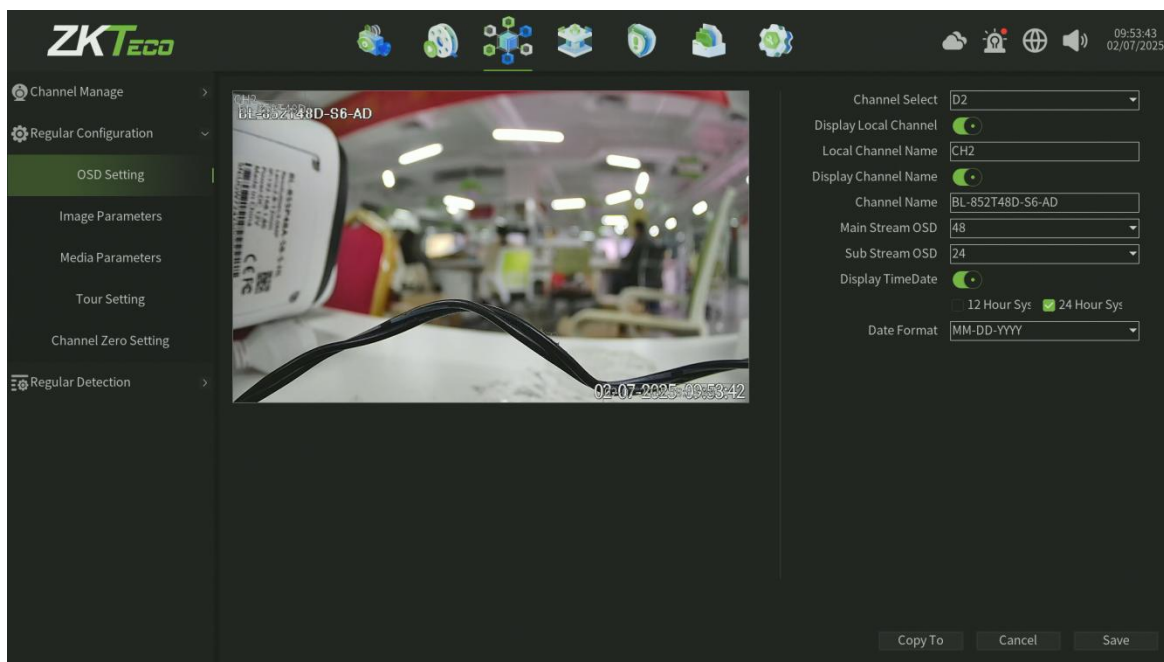 ZKTeco
09:53:43
02/07/2025
Channel Manage
Regular Configuration
OSD Setting
Image Parameters
Media Parameters
Tour Setting
Channel Zero Setting
Regular Detection
CH2
BL-852T48D-S6-AD
02-07-2025 09:53:42
Channel Select D2
Display Local Channel
Local Channel Name CH2
Display Channel Name
Channel Name BL-852T48D-S6-AD
Main Stream OSD 48
Sub Stream OSD 24
Display TimeDate
12 Hour Sys 24 Hour Sys
Date Format MM-DD-YYYY
Copy To Cancel Save